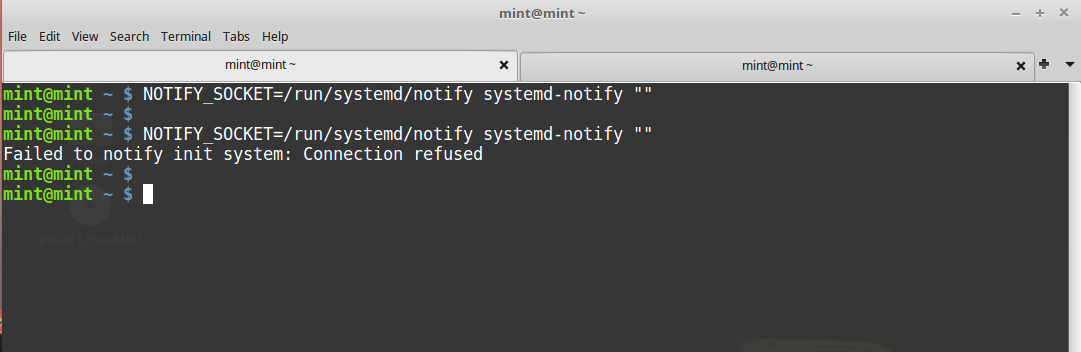 mint@mint ~
File Edit View Search Terminal Tabs Help
mint@mint ~ mint@mint ~
mint@mint ~ $ NOTIFY_SOCKET=/run/systemd/notify systemd-notify ""
mint@mint ~ $
mint@mint ~ $ NOTIFY_SOCKET=/run/systemd/notify systemd-notify ""
Failed to notify init system: Connection refused
mint@mint ~ $
mint@mint ~ $
Install Linux Mint